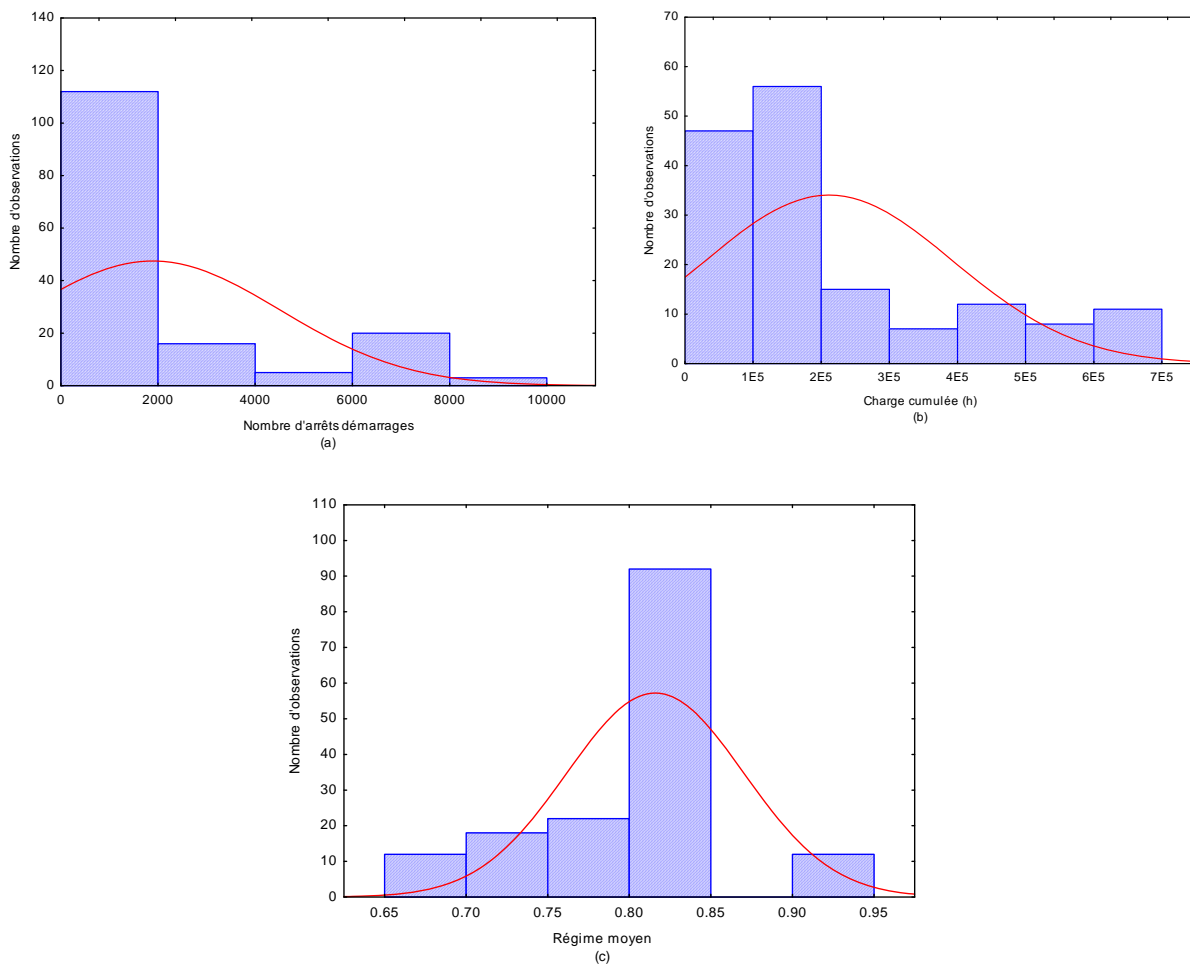 140
120
100
80
60
40
20
0
Nombre d'observations
0 2000 4000 6000 8000 10000
Nombre d'arrêts démarrages
(a)
70
60
50
40
30
20
10
0
Nombre d'observations
0 1E5 2E5 3E5 4E5 5E5 6E5 7E5
Charge cumulée (h)
(b)
110
100
90
80
70
60
50
40
30
20
10
0
Nombre d'observations
0.65 0.70 0.75 0.80 0.85 0.90 0.95
Régime moyen
(c)